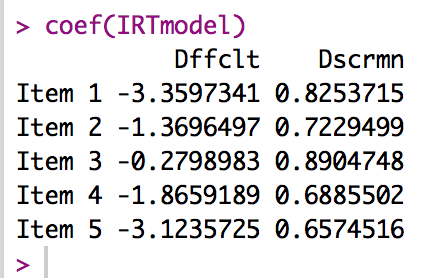 > coef(IRTmodel)
Dffclt Dscrmn
Item 1 -3.3597341 0.8253715
Item 2 -1.3696497 0.7229499
Item 3 -0.2798983 0.8904748
Item 4 -1.8659189 0.6885502
Item 5 -3.1235725 0.6574516
>